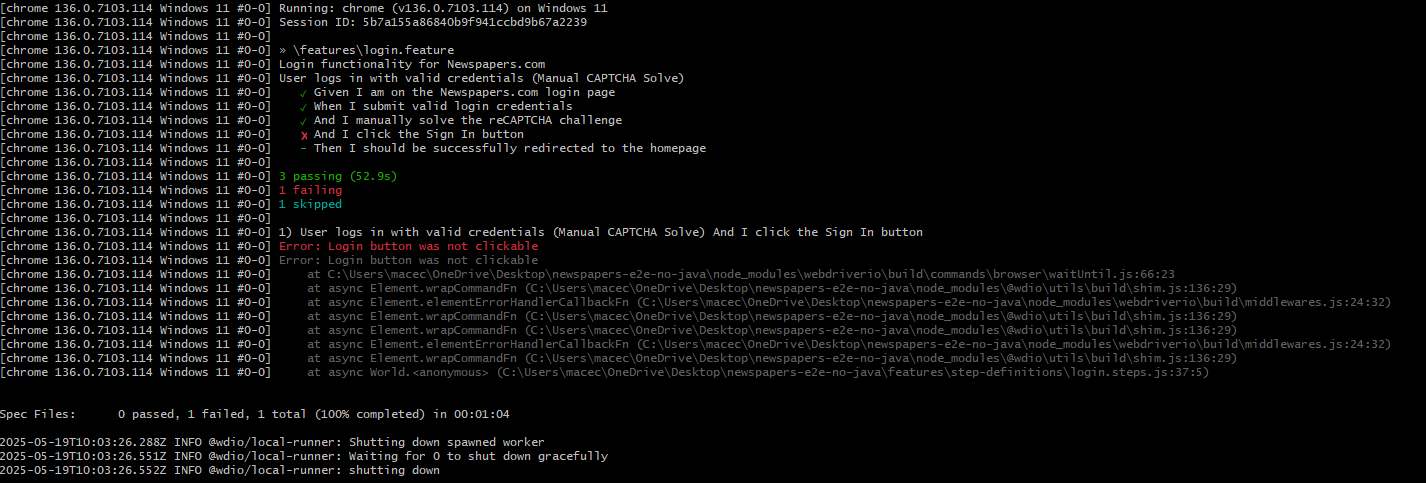 [chrome 136.0.7103.114 Windows 11 #0-0] Running: chrome (v136.0.7103.114) on Windows 11
[chrome 136.0.7103.114 Windows 11 #0-0] Session ID: 5b7a155a86840b9f941ccbd9b67a2239
[chrome 136.0.7103.114 Windows 11 #0-0]
[chrome 136.0.7103.114 Windows 11 #0-0] » \features\login.feature
[chrome 136.0.7103.114 Windows 11 #0-0] Login functionality for Newspapers.com
[chrome 136.0.7103.114 Windows 11 #0-0] User logs in with valid credentials (Manual CAPTCHA Solve)
[chrome 136.0.7103.114 Windows 11 #0-0]    ✓ Given I am on the Newspapers.com login page
[chrome 136.0.7103.114 Windows 11 #0-0]    ✓ When I submit valid login credentials
[chrome 136.0.7103.114 Windows 11 #0-0]    ✓ And I manually solve the reCAPTCHA challenge
[chrome 136.0.7103.114 Windows 11 #0-0]    ✗ And I click the Sign In button
[chrome 136.0.7103.114 Windows 11 #0-0]    - Then I should be successfully redirected to the homepage
[chrome 136.0.7103.114 Windows 11 #0-0]
[chrome 136.0.7103.114 Windows 11 #0-0] 3 passing (52.9s)
[chrome 136.0.7103.114 Windows 11 #0-0] 1 failing
[chrome 136.0.7103.114 Windows 11 #0-0] 1 skipped
[chrome 136.0.7103.114 Windows 11 #0-0]
[chrome 136.0.7103.114 Windows 11 #0-0] 1) User logs in with valid credentials (Manual CAPTCHA Solve) And I click the Sign In button
[chrome 136.0.7103.114 Windows 11 #0-0] Error: Login button was not clickable
[chrome 136.0.7103.114 Windows 11 #0-0] Error: Login button was not clickable
[chrome 136.0.7103.114 Windows 11 #0-0]     at C:\Users\macec\OneDrive\Desktop\newspapers-e2e-no-java\node_modules\webdriverio\build\commands\browser\waitUntil.js:66:23
[chrome 136.0.7103.114 Windows 11 #0-0]     at async Element.wrapCommandFn (C:\Users\macec\OneDrive\Desktop\newspapers-e2e-no-java\node_modules\@wdio\utils\build\shim.js:136:29)
[chrome 136.0.7103.114 Windows 11 #0-0]     at async Element.elementErrorHandlerCallbackFn (C:\Users\macec\OneDrive\Desktop\newspapers-e2e-no-java\node_modules\webdriverio\build\middlewares.js:24:32)
[chrome 136.0.7103.114 Windows 11 #0-0]     at async Element.wrapCommandFn (C:\Users\macec\OneDrive\Desktop\newspapers-e2e-no-java\node_modules\@wdio\utils\build\shim.js:136:29)
[chrome 136.0.7103.114 Windows 11 #0-0]     at async Element.wrapCommandFn (C:\Users\macec\OneDrive\Desktop\newspapers-e2e-no-java\node_modules\@wdio\utils\build\shim.js:136:29)
[chrome 136.0.7103.114 Windows 11 #0-0]     at async Element.elementErrorHandlerCallbackFn (C:\Users\macec\OneDrive\Desktop\newspapers-e2e-no-java\node_modules\webdriverio\build\middlewares.js:24:32)
[chrome 136.0.7103.114 Windows 11 #0-0]     at async Element.wrapCommandFn (C:\Users\macec\OneDrive\Desktop\newspapers-e2e-no-java\node_modules\@wdio\utils\build\shim.js:136:29)
[chrome 136.0.7103.114 Windows 11 #0-0]     at async World.<anonymous> (C:\Users\macec\OneDrive\Desktop\newspapers-e2e-no-java\features\step-definitions\login.steps.js:37:5)
Spec Files:      0 passed, 1 failed, 1 total (100% completed) in 00:01:04
2025-05-19T10:03:26.288Z INFO @wdio/local-runner: Shutting down spawned worker
2025-05-19T10:03:26.551Z INFO @wdio/local-runner: Waiting for 0 to shut down gracefully
2025-05-19T10:03:26.552Z INFO @wdio/local-runner: shutting down